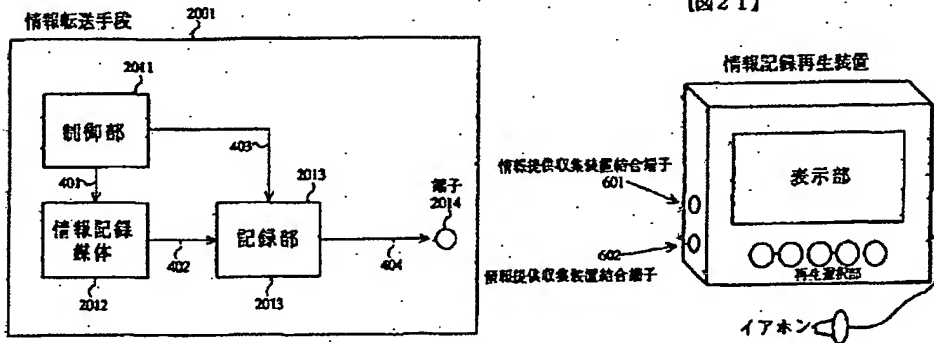 【図21】
情報転送手段
2001
2011
制御部
401
403
情報記録
媒体
2012
402
2013
記録部
2013
404
端子
2014
情報記録再生装置
表示部
情報提供収集装置結合端子
601
602
情報提供収集装置結合端子
再生選択部
イアホン